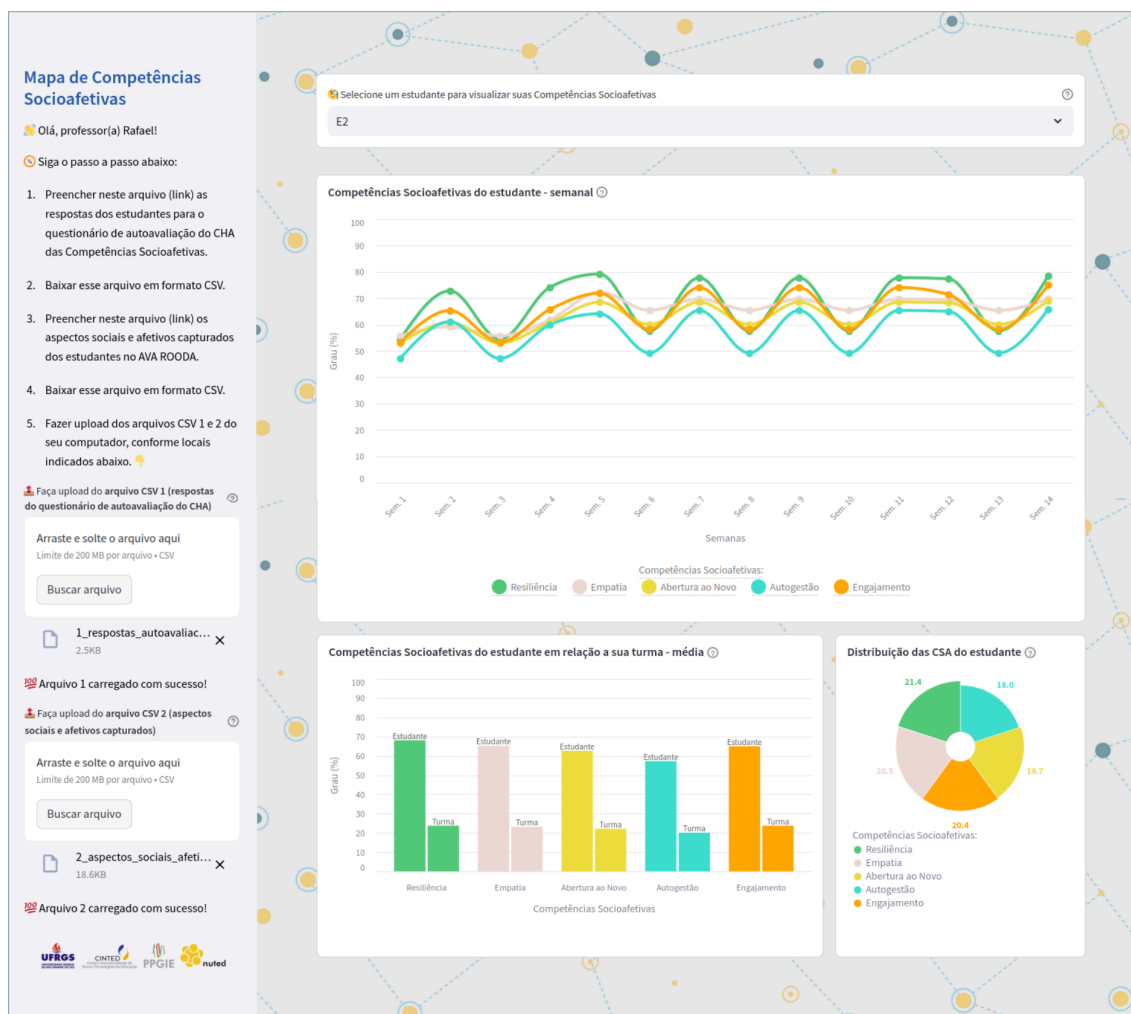 Mapa de Competências
Socioafetivas
Olá, professor(a) Rafael!
Siga o passo a passo abaixo:
1. Preencher neste arquivo (link) as
respostas dos estudantes para o
questionário de autoavaliação do CHA
das Competências Socioafetivas.
2. Baixar esse arquivo em formato CSV.
3. Preencher neste arquivo (link) os
aspectos sociais e afetivos capturados
dos estudantes no AVA ROODA.
4. Baixar esse arquivo em formato CSV.
5. Fazer upload dos arquivos CSV 1 e 2 do
seu computador, conforme locais
indicados abaixo.
Faça upload do arquivo CSV 1 (respostas
do questionário de autoavaliação do CHA)
Arraste e solte o arquivo aqui
Limite de 200 MB por arquivo • CSV
Buscar arquivo
1_respostas_autoavaliac...
2.5KB
Arquivo 1 carregado com sucesso!
Faça upload do arquivo CSV 2 (aspectos
sociais e afetivos capturados)
Arraste e solte o arquivo aqui
Limite de 200 MB por arquivo • CSV
Buscar arquivo
2_aspectos_sociais_afeti...
18.6KB
Arquivo 2 carregado com sucesso!
UFRGS
CINTED
PPGIE
nuted
Selecione um estudante para visualizar suas Competências Socioafetivas
E2
Competências Socioafetivas do estudante - semanal
Grau (%)
100
90
80
70
60
50
40
30
20
10
0
Sem. 1
Sem. 2
Sem. 3
Sem. 4
Sem. 5
Sem. 6
Sem. 7
Sem. 8
Sem. 9
Sem. 10
Sem. 11
Sem. 12
Sem. 13
Sem. 14
Semanas
Competências Socioafetivas:
Resiliência Empatia Abertura ao Novo Autogestão Engajamento
Competências Socioafetivas do estudante em relação a sua turma - média
Grau (%)
100
90
80
70
60
50
40
30
20
10
0
Estudante
Turma
Estudante
Turma
Estudante
Turma
Estudante
Turma
Estudante
Turma
Resiliência Empatia Abertura ao Novo Autogestão Engajamento
Competências Socioafetivas
Distribuição das CSA do estudante
21.4
18.0
20.5
19.7
20.4
Competências Socioafetivas:
Resiliência
Empatia
Abertura ao Novo
Autogestão
Engajamento